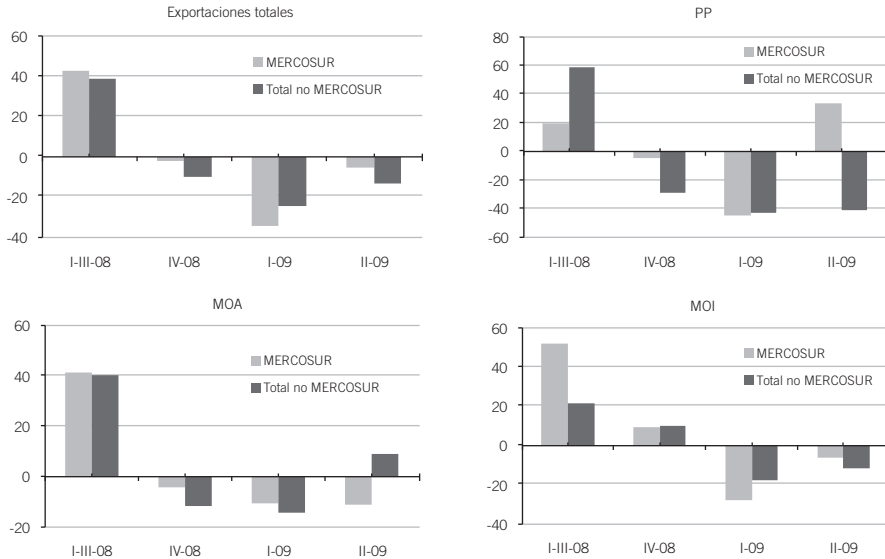 Exportaciones totales
60
40
20
0
-20
-40
MERCOSUR
Total no MERCOSUR
I-III-08 IV-08 I-09 II-09
PP
80
60
40
20
0
-20
-40
-60
MERCOSUR
Total no MERCOSUR
I-III-08 IV-08 I-09 II-09
MOA
60
40
20
0
-20
MERCOSUR
Total no MERCOSUR
I-III-08 IV-08 I-09 II-09
MOI
60
40
20
0
-20
-40
MERCOSUR
Total no MERCOSUR
I-III-08 IV-08 I-09 II-09